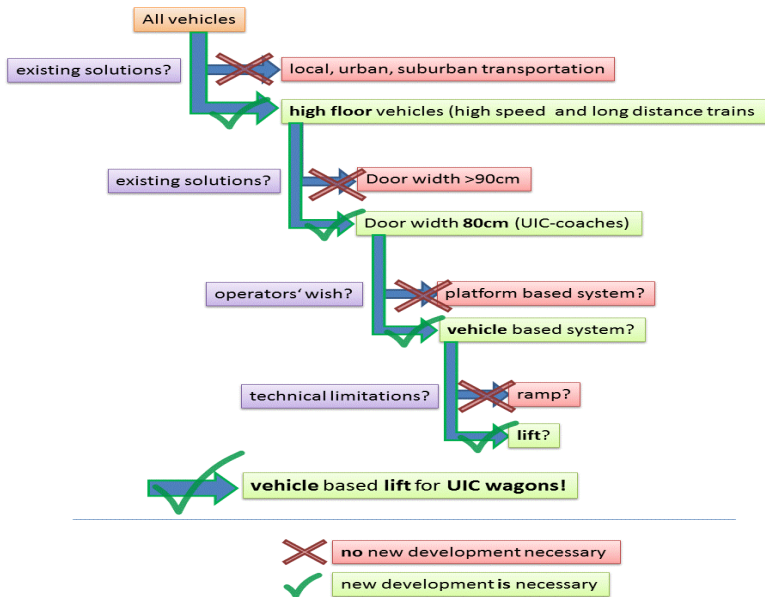 All vehicles
existing solutions?
local, urban, suburban transportation
high floor vehicles (high speed and long distance trains
existing solutions?
Door width >90cm
Door width 80cm (UIC-coaches)
operators‘ wish?
platform based system?
vehicle based system?
technical limitations?
ramp?
lift?
vehicle based lift for UIC wagons!
no new development necessary
new development is necessary